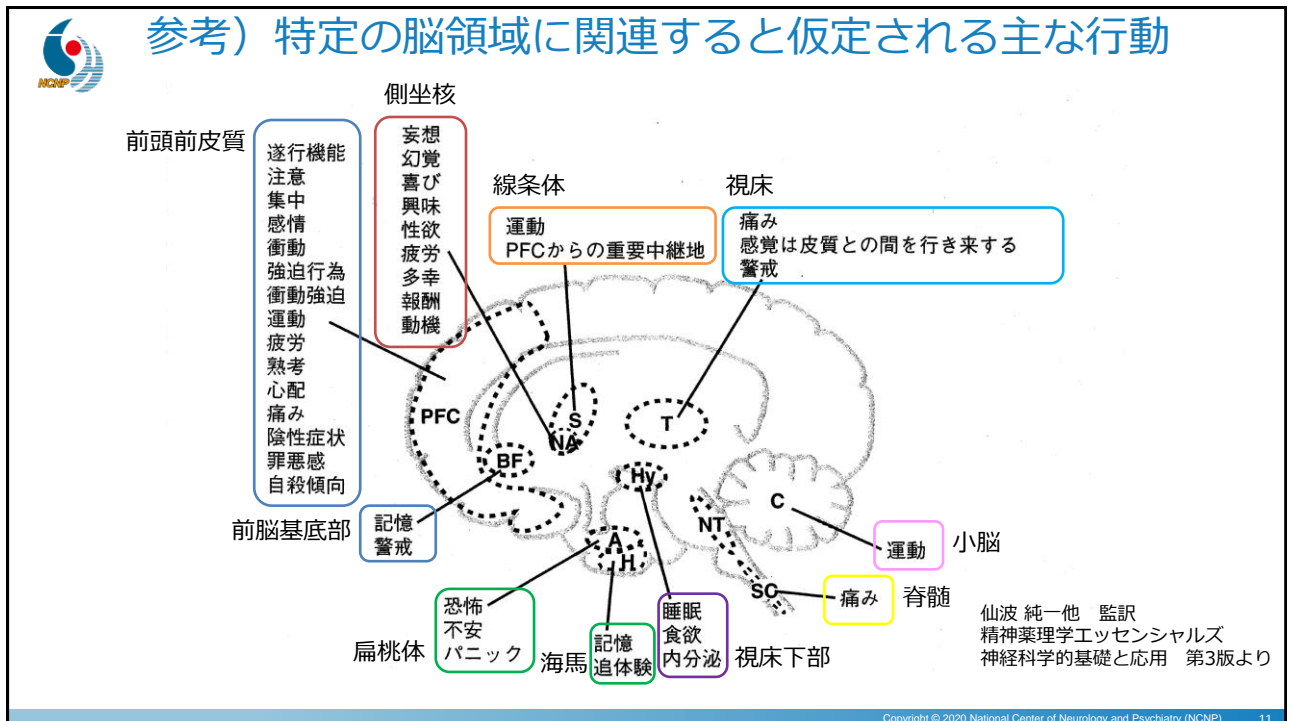 参考）特定の脳領域に関連すると仮定される主な行動
NCNP
前頭前皮質
遂行機能
注意
集中
感情
衝動
強迫行為
衝動強迫
運動
疲労
熟考
心配
痛み
陰性症状
罪悪感
自殺傾向
側坐核
妄想
幻覚
喜び
興味
性欲
疲労
多幸
報酬
動機
線条体
運動
PFCからの重要中継地
視床
痛み
感覚は皮質との間を行き来する
警戒
PFC
S
NA
T
BF
Hy
C
NT
A
H
SC
前脳基底部
記憶
警戒
運動
小脳
痛み
脊髄
恐怖
不安
パニック
扁桃体
記憶
追体験
海馬
睡眠
食欲
内分泌
視床下部
仙波 純一他　監訳
精神薬理学エッセンシャルズ
神経科学的基礎と応用　第3版より
Copyright © 2020 National Center of Neurology and Psychiatry (NCNP)
11